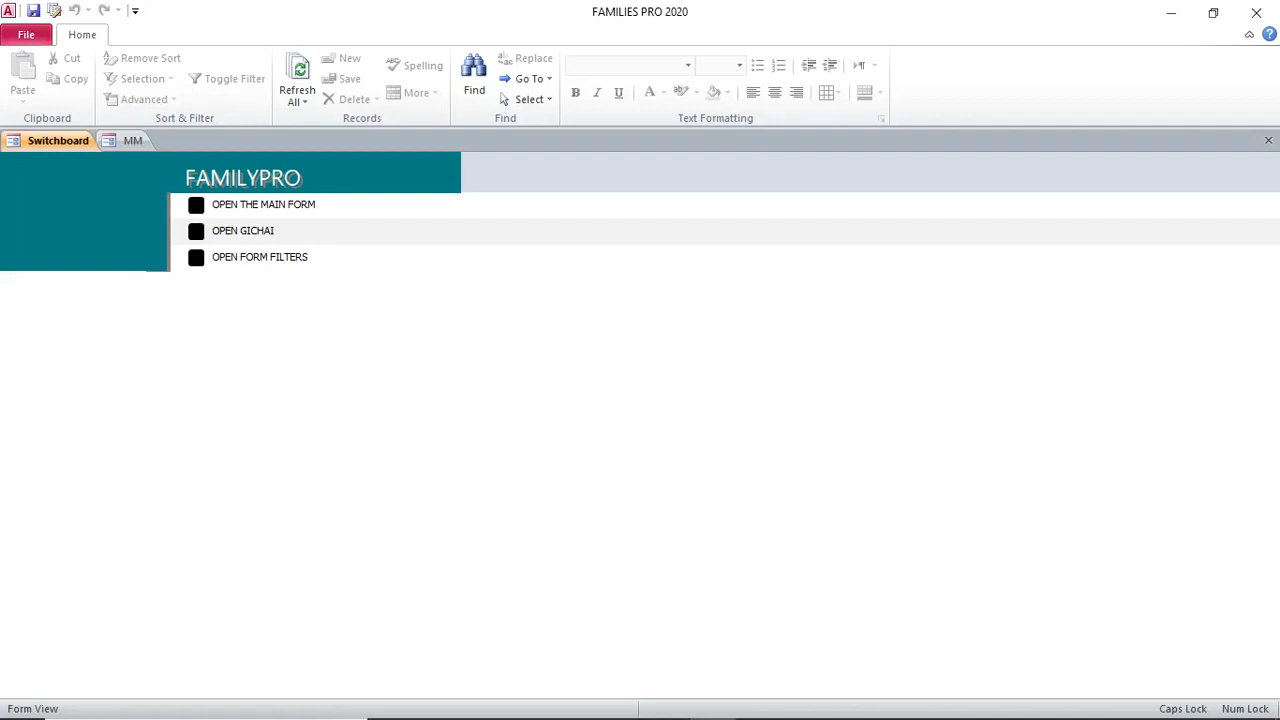 FAMILIES PRO 2020
File Home
Cut Remove Sort New Spelling Replace
Copy Selection Toggle Filter Save Go To
Paste Advanced Refresh All Delete More Find Select
Clipboard Sort & Filter Records Find Text Formatting
B I U A
Switchboard MM
FAMILYPRO
OPEN THE MAIN FORM
OPEN GICHAI
OPEN FORM FILTERS
Form View Caps Lock Num Lock